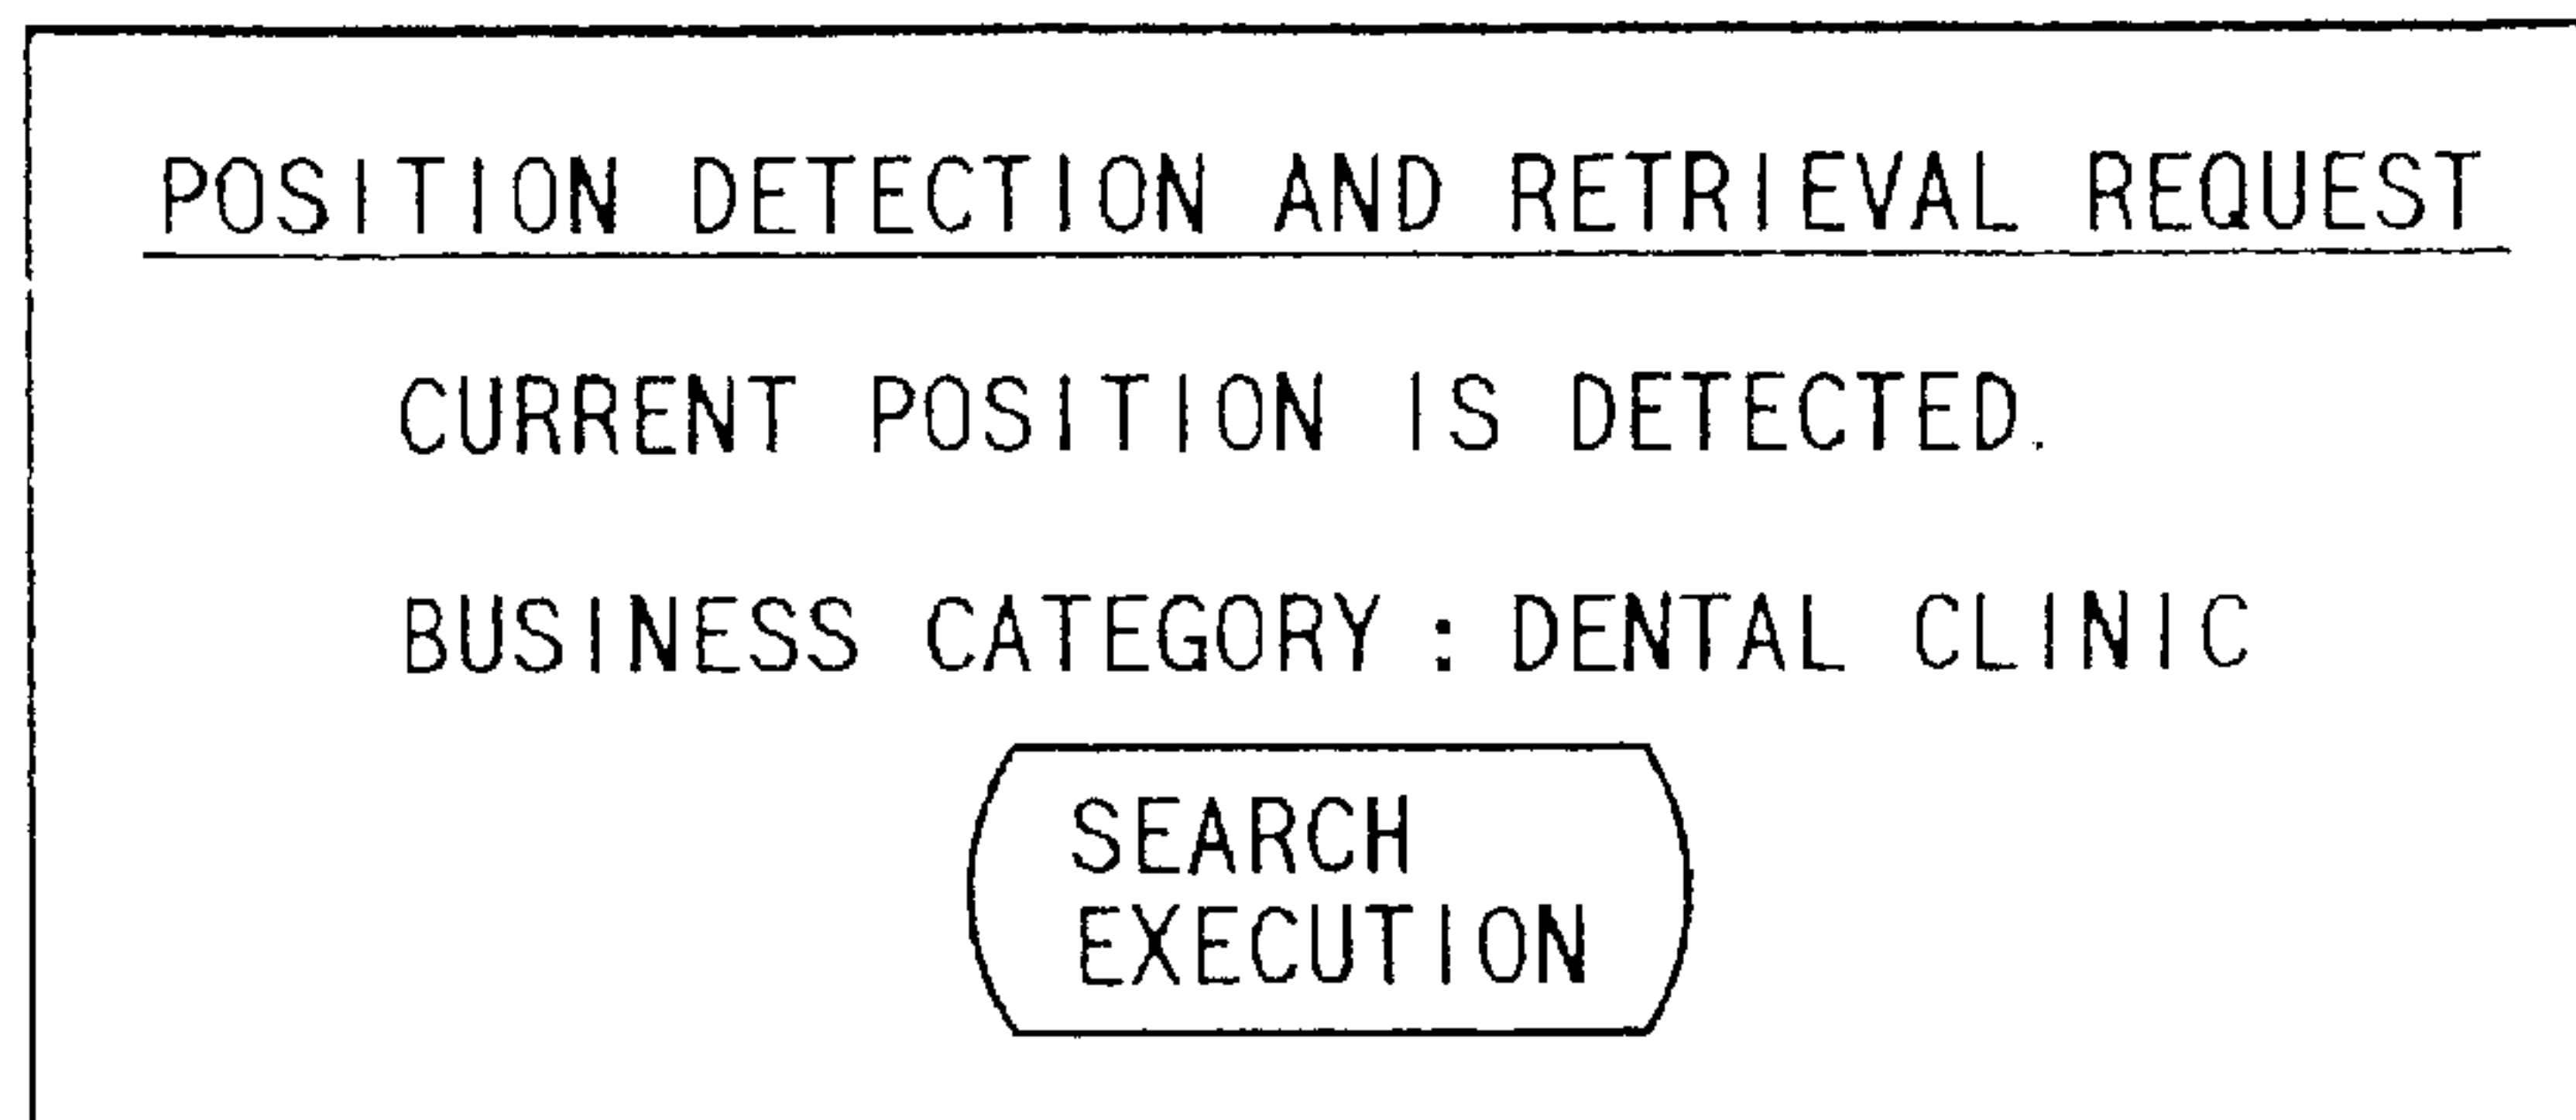 POSITION DETECTION AND RETRIEVAL REQUEST
CURRENT POSITION IS DETECTED.
BUSINESS CATEGORY : DENTAL CLINIC
SEARCH
EXECUTION